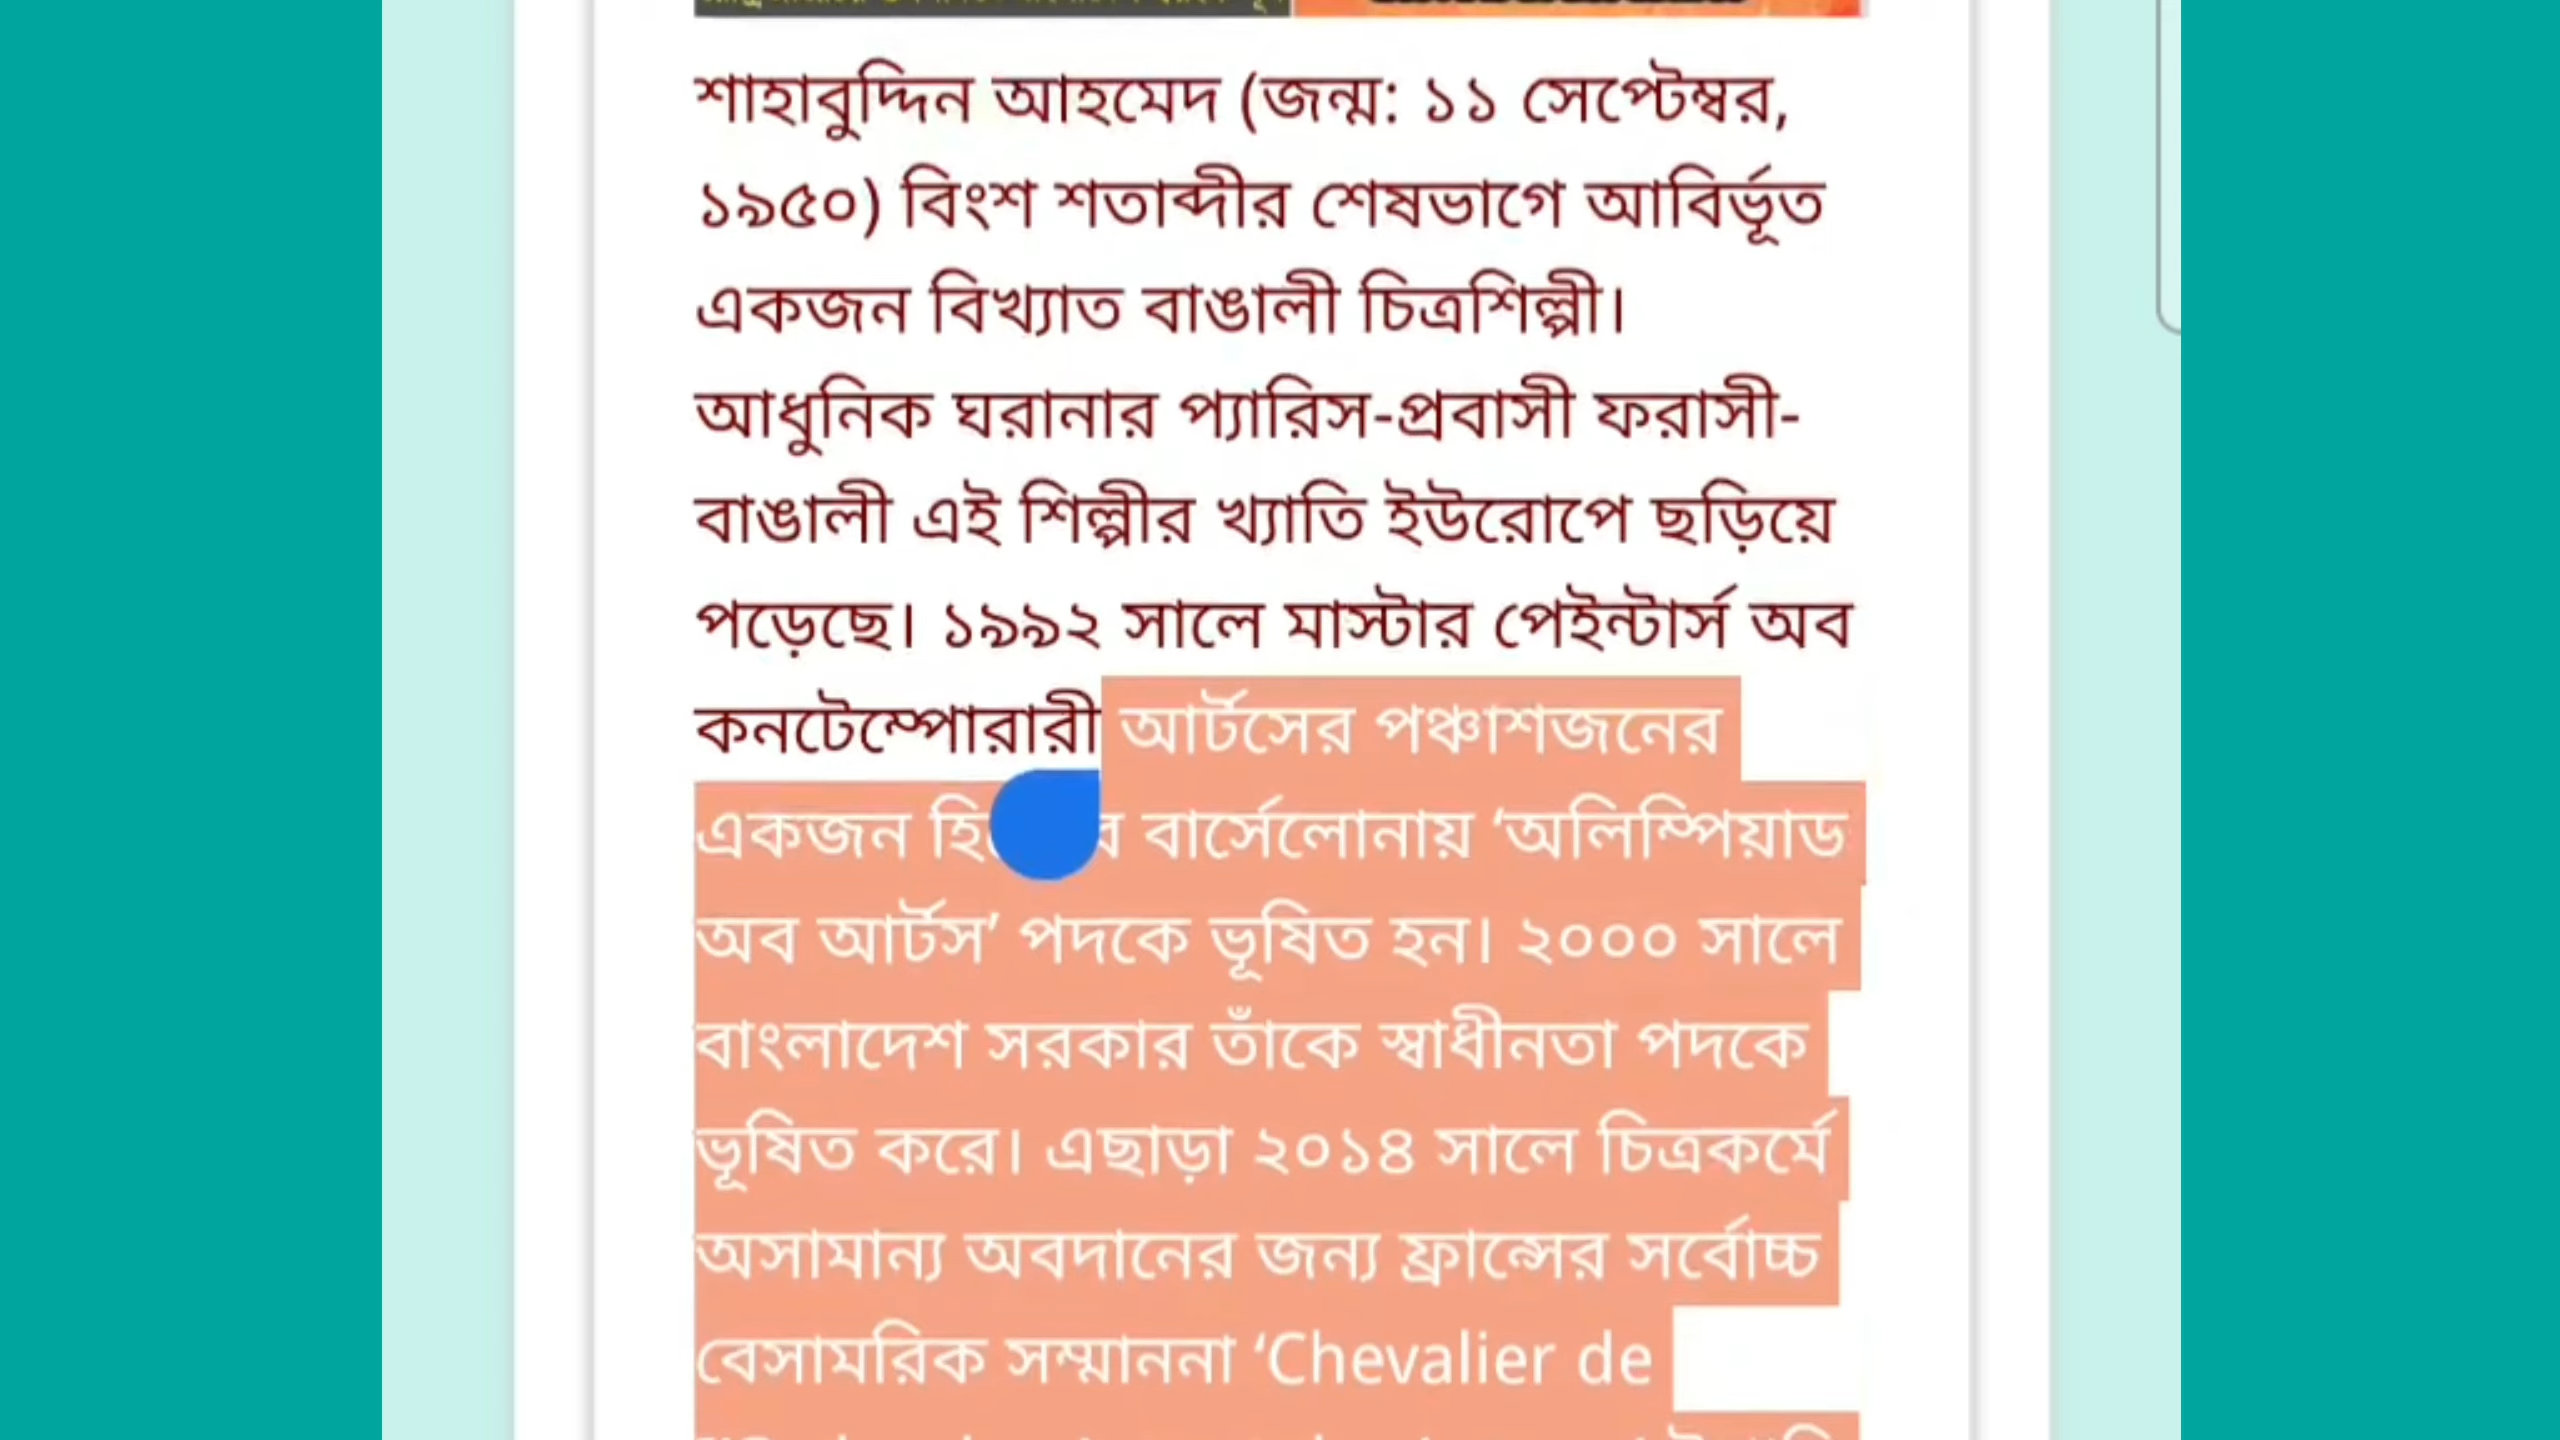 শাহাবুদ্দিন আহমেদ (জন্ম: ১১ সেপ্টেম্বর,
১৯৫০) বিংশ শতাব্দীর শেষভাগে আবির্ভূত
একজন বিখ্যাত বাঙালী চিত্রশিল্পী।
আধুনিক ঘরানার প্যারিস-প্রবাসী ফরাসী-
বাঙালী এই শিল্পীর খ্যাতি ইউরোপে ছড়িয়ে
পড়েছে। ১৯৯২ সালে মাস্টার পেইন্টার্স অব
কনটেম্পোরারী আর্টসের পঞ্চাশজনের
একজন বার্সেলোনায় ‘অলিম্পিয়াড
অব আর্টস’ পদকে ভূষিত হন। ২০০০ সালে
বাংলাদেশ সরকার তাঁকে স্বাধীনতা পদকে
ভূষিত করে। এছাড়া ২০১৪ সালে চিত্রকর্মে
অসামান্য অবদানের জন্য ফ্রান্সের সর্বোচ্চ
বেসামরিক সম্মাননা ‘Chevalier de